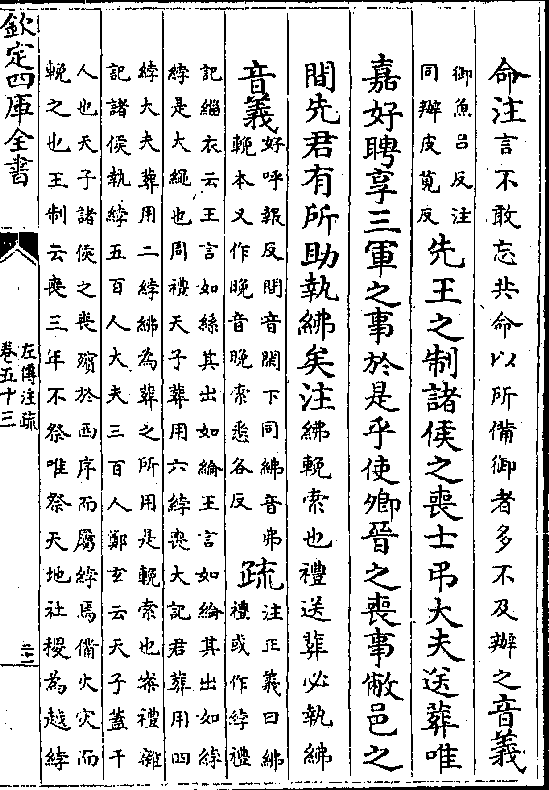 命注言不敢忘共命以所備御者多不及辦之音義
御魚呂反注
同辦皮莧反
先王之制諸侯之喪士弔大夫送葬唯
嘉好聘享三軍之事於是乎使卿晉之喪事敝邑之
間先君有所助執紼矣注紼輓索也禮送葬必執紼
音義
好呼報反間音閑下同紼音弗
輓本又作晚音晚索悉各反
疏
注正義曰紼
禮或作綍禮
記緇衣云王言如絲其出如綸王言如綸其出如綍
綍是大繩也周禮天子葬用六綍喪大記君葬用四
綍大夫葬用二綍紼為葬之所用是輓索也案禮雜
記諸侯執綍五百人大夫三百人鄭玄云天子蓋千
人也天子諸侯之喪殯於西序而屬綍焉備火災而
輓之也王制云喪三年不祭唯祭天地社稷為越綍
欽定四庫全書
左傳注疏
卷五十三